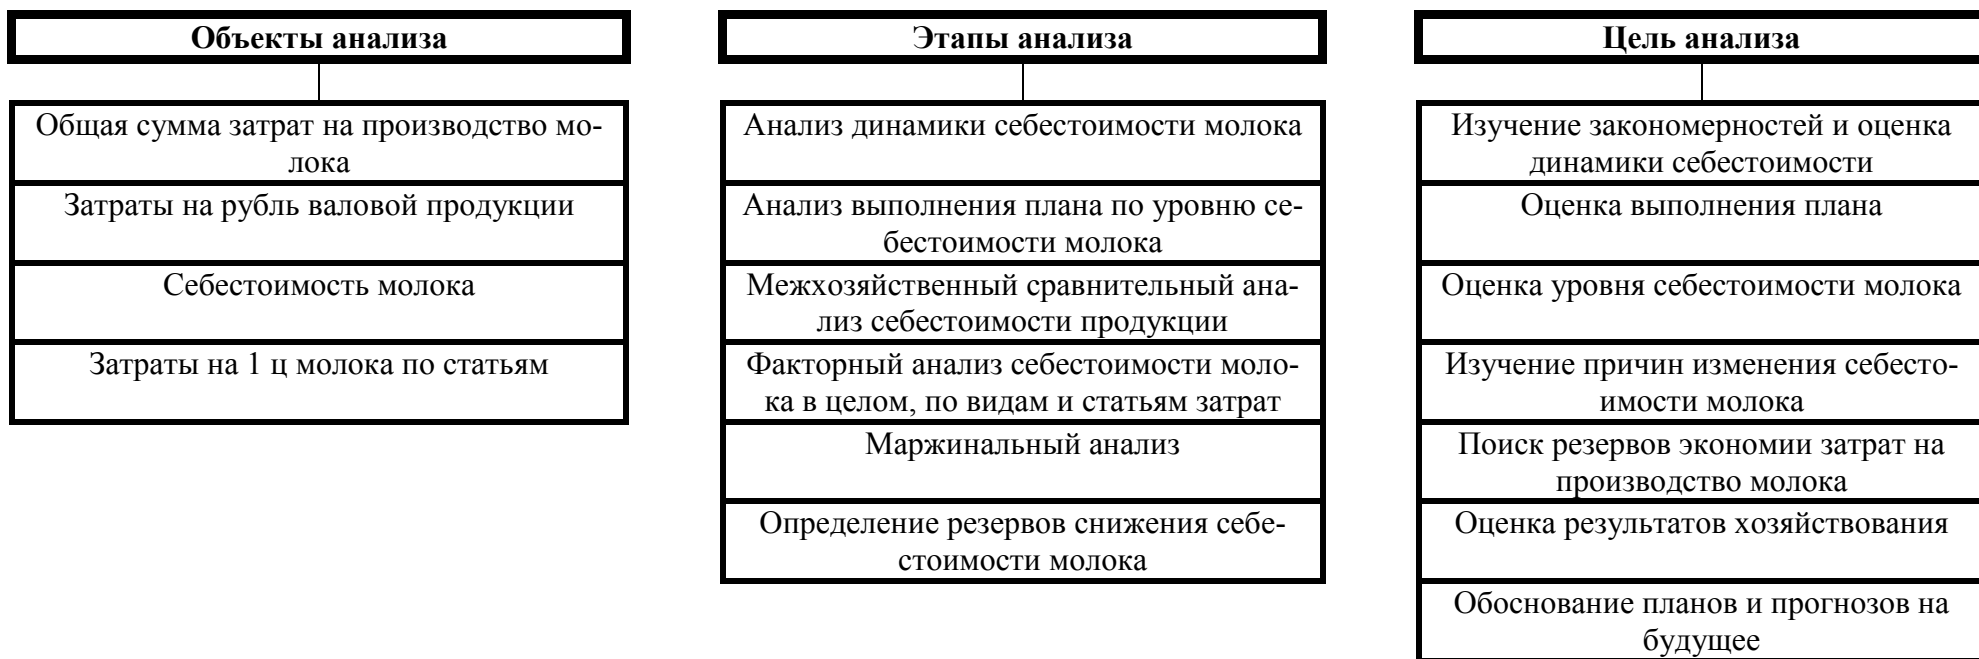 Объекты анализа
Общая сумма затрат на производство мо-
лока
Затраты на рубль валовой продукции
Себестоимость молока
Затраты на 1 ц молока по статьям
Этапы анализа
Анализ динамики себестоимости молока
Анализ выполнения плана по уровню се-
бестоимости молока
Межхозяйственный сравнительный ана-
лиз себестоимости продукции
Факторный анализ себестоимости моло-
ка в целом, по видам и статьям затрат
Маржинальный анализ
Определение резервов снижения себе-
стоимости молока
Цель анализа
Изучение закономерностей и оценка
динамики себестоимости
Оценка выполнения плана
Оценка уровня себестоимости молока
Изучение причин изменения себесто-
имости молока
Поиск резервов экономии затрат на
производство молока
Оценка результатов хозяйствования
Обоснование планов и прогнозов на
будущее